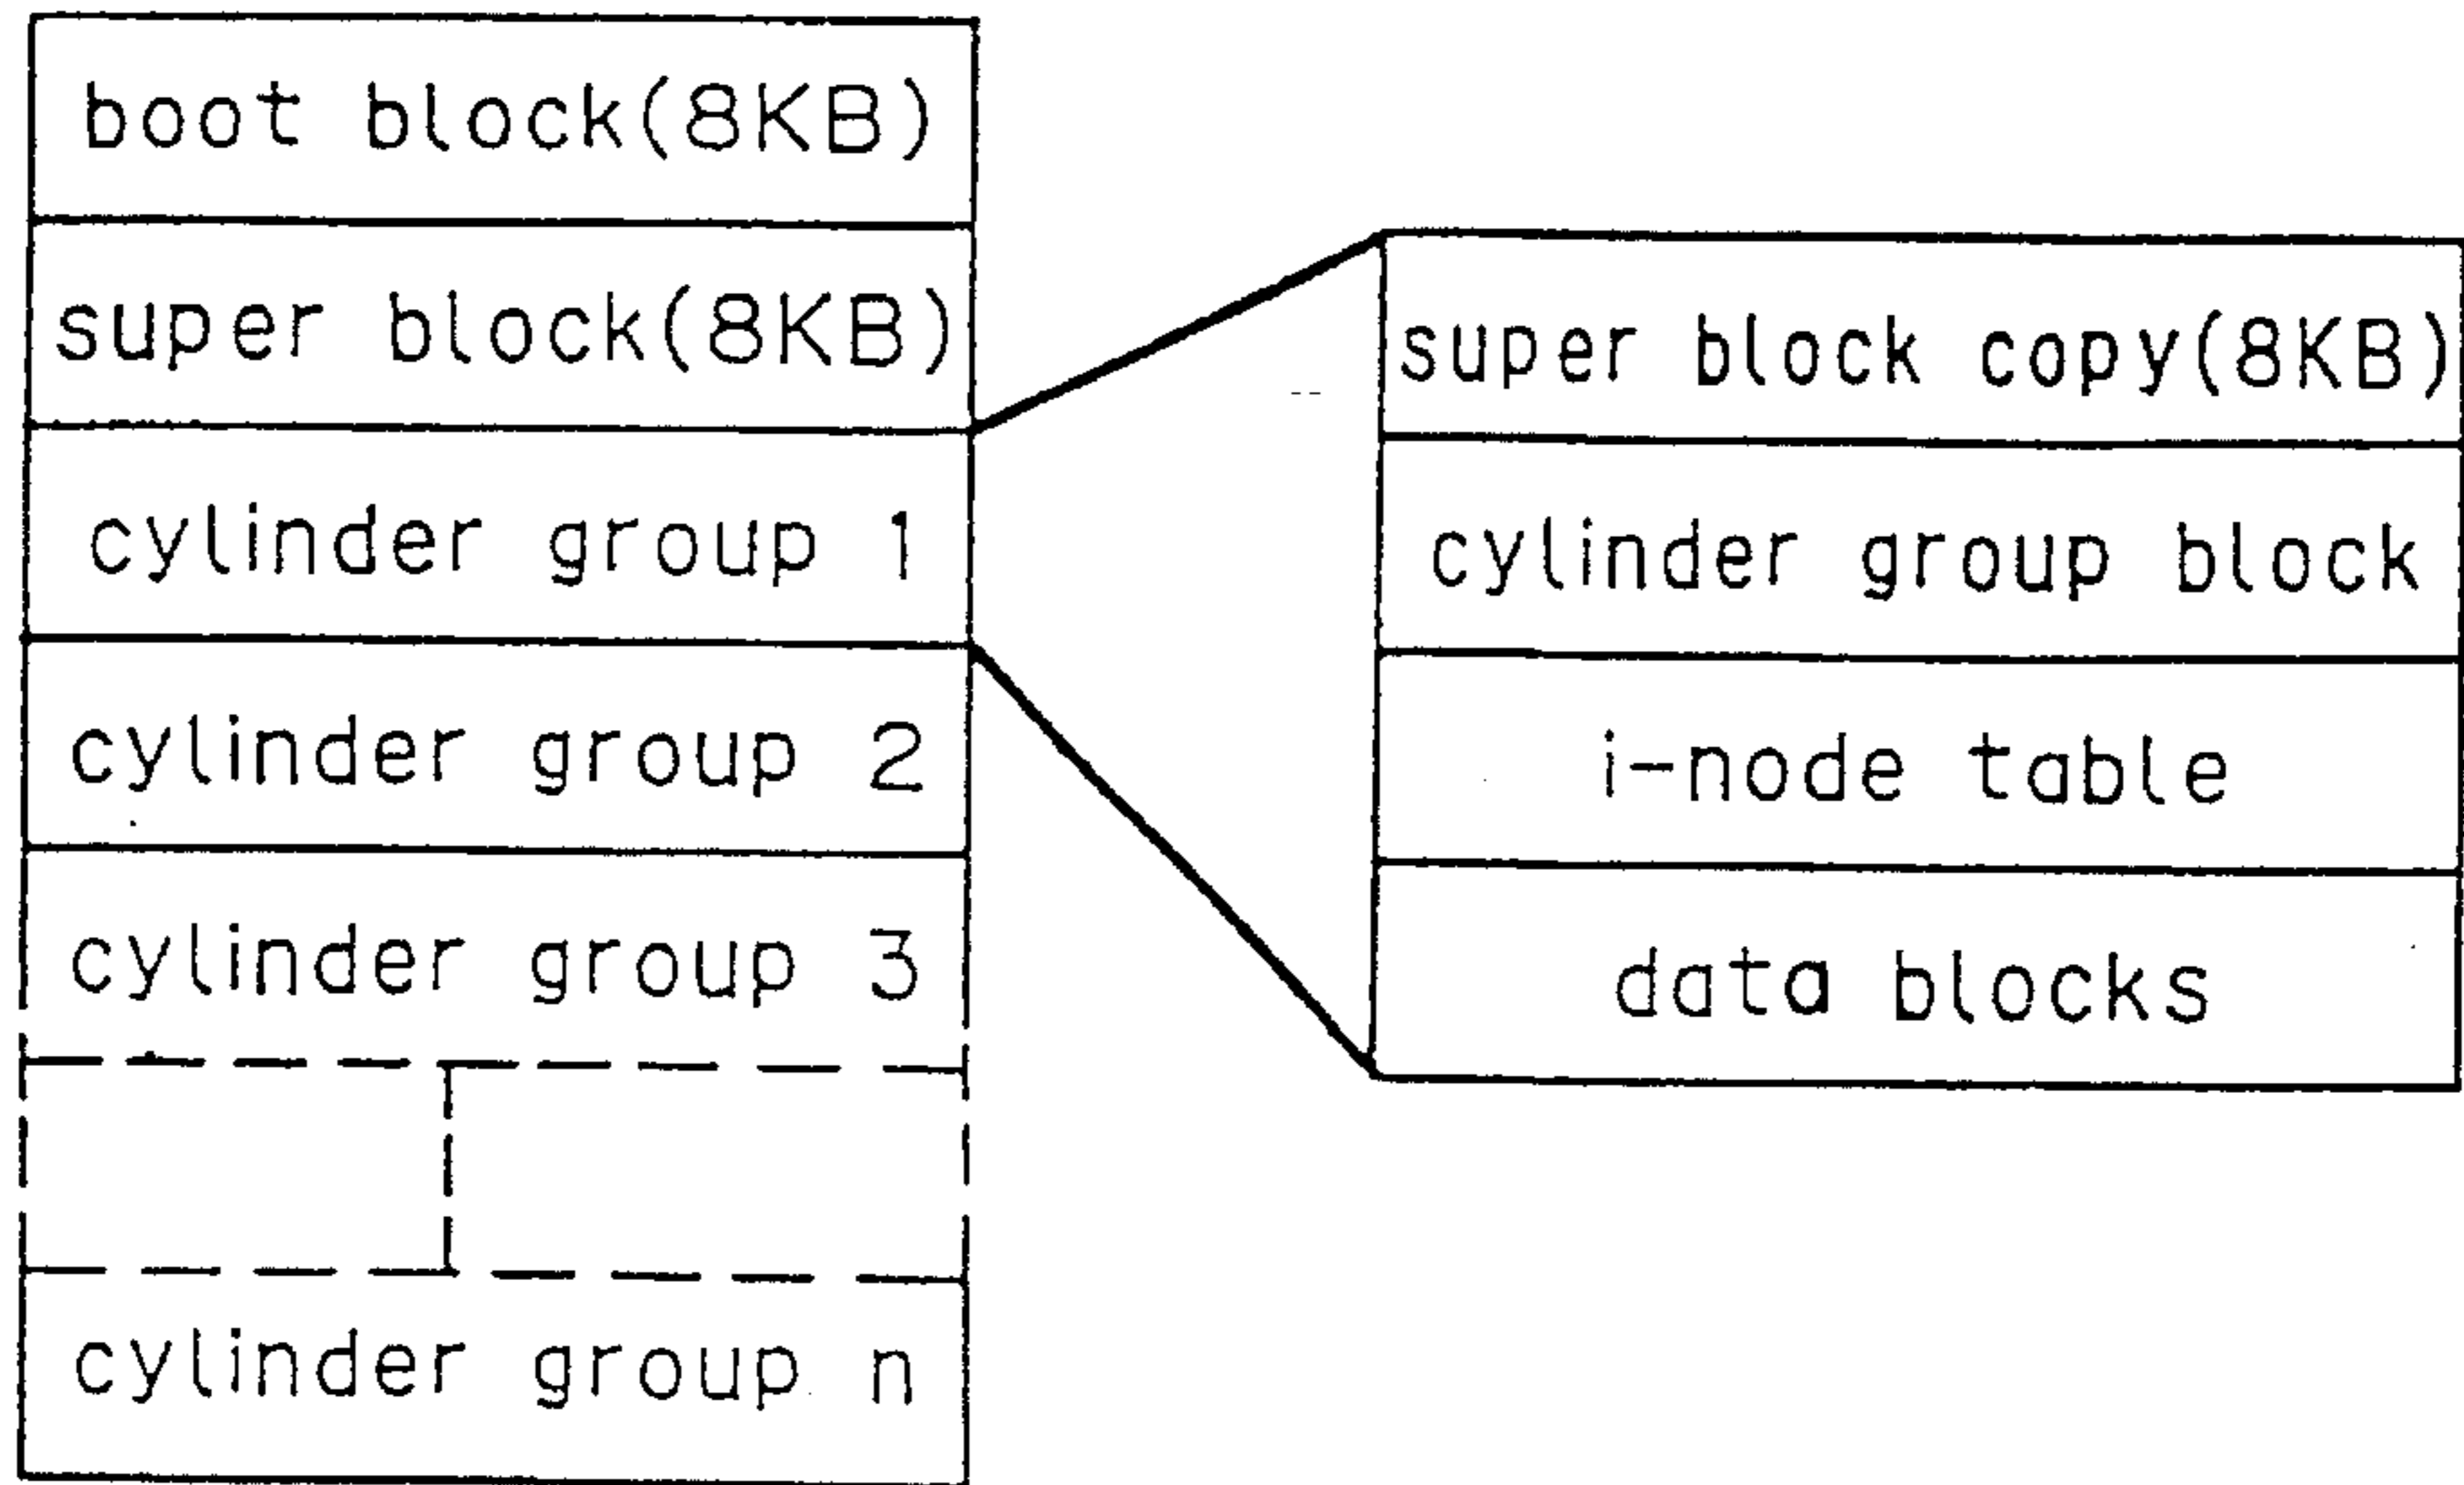 boot block(8KB)
super block(8KB)
cylinder group 1
cylinder group 2
cylinder group 3
cylinder group n
super block copy(8KB)
cylinder group block
i-node table
data blocks